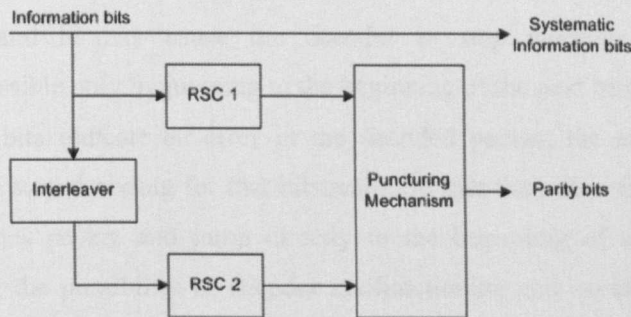 Information bits
Systematic
Information bits
RSC 1
Interleaver
Puncturing
Mechanism
Parity bits
RSC 2